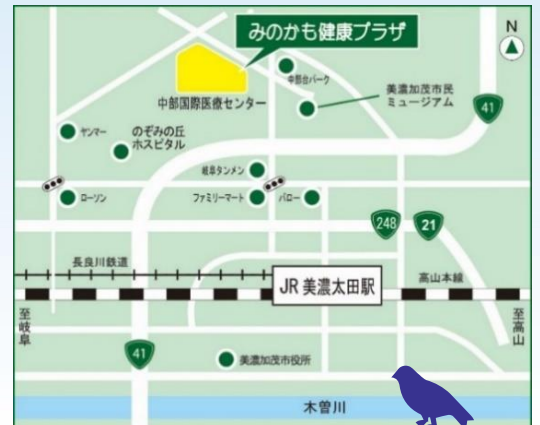 みのかも健康プラザ
N
中部台パーク
美濃加茂市民
ミュージアム
中部国際医療センター
41
ヤンマー
のぞみの丘
ホスピタル
岐阜タンメン
ローソン
ファミリーマート
バロー
248
21
長良川鉄道
JR 美濃太田駅
高山本線
至岐阜
至高山
41
美濃加茂市役所
木曽川